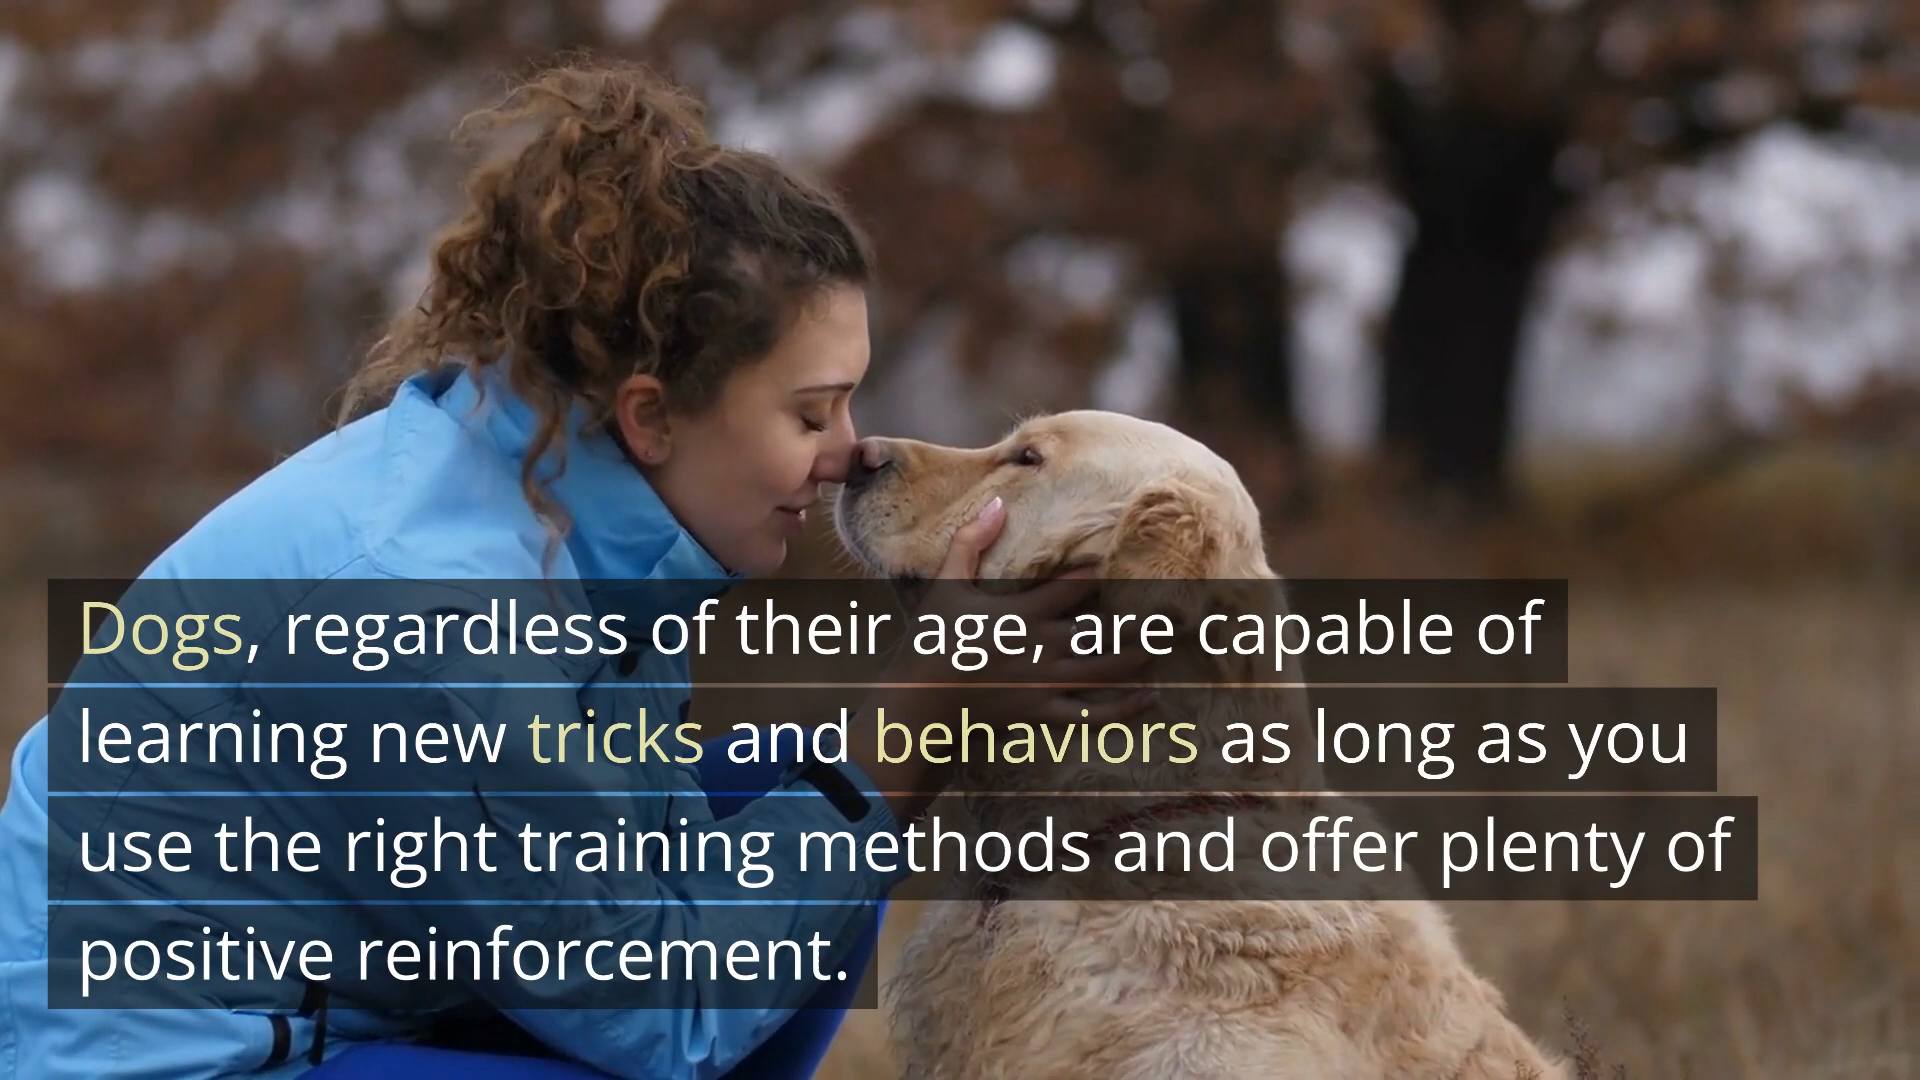 Dogs, regardless of their age, are capable of
learning new tricks and behaviors as long as you
use the right training methods and offer plenty of
positive reinforcement.